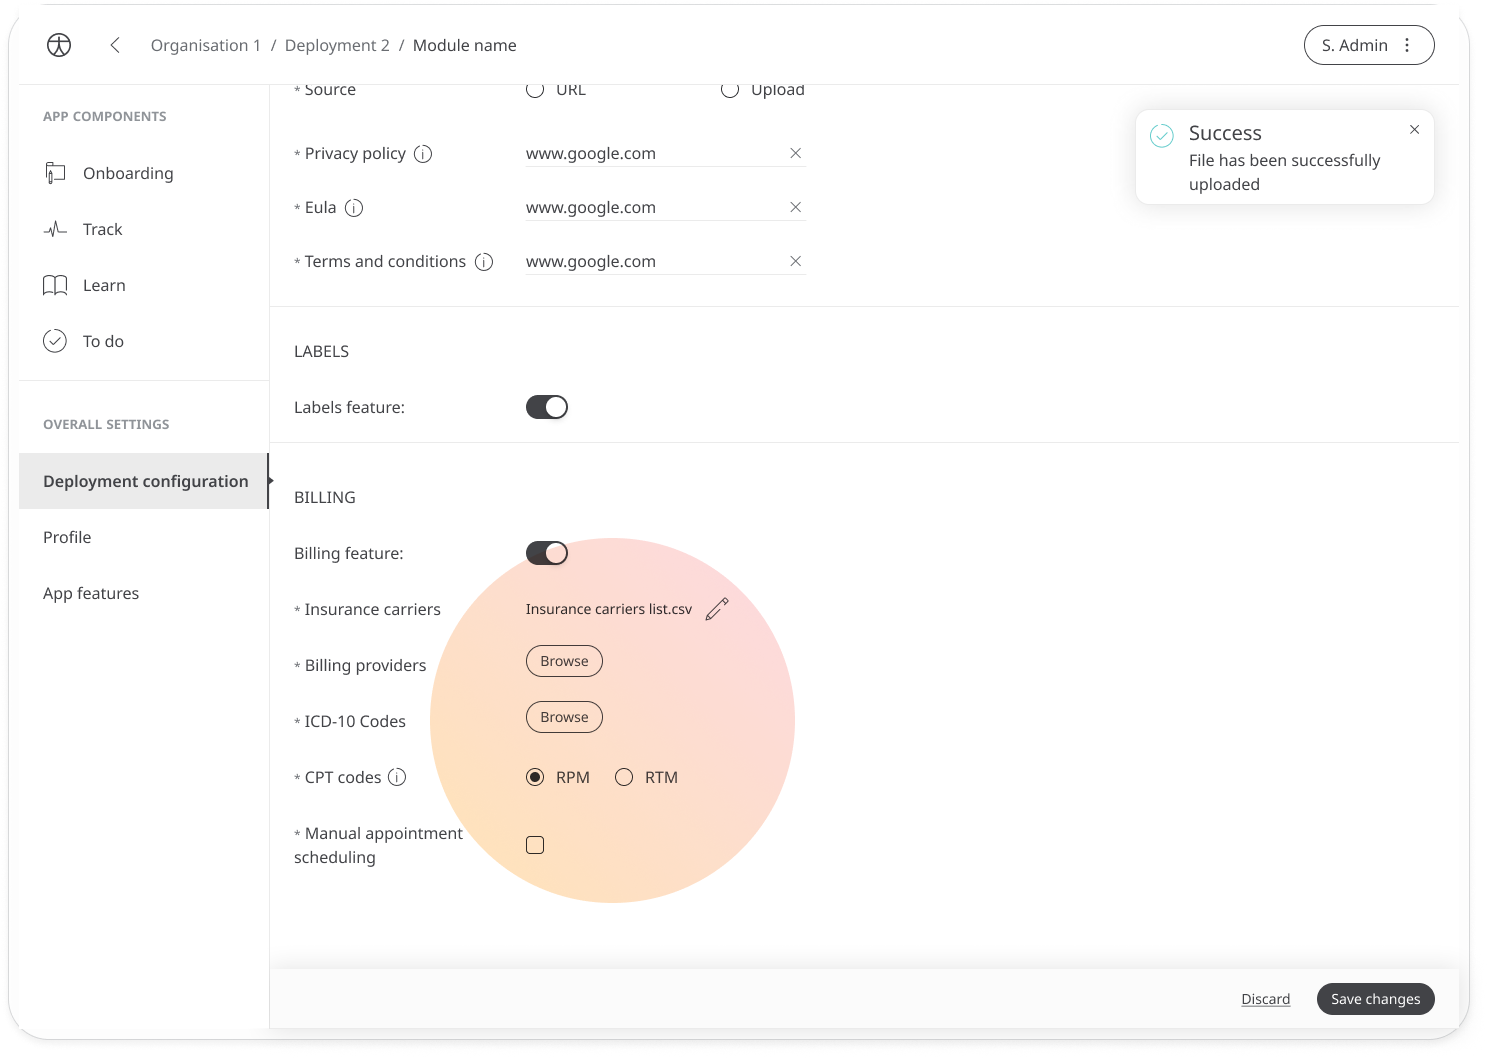 Organisation 1 / Deployment 2 / Module name
S. Admin
APP COMPONENTS
Onboarding
Track
Learn
To do
OVERALL SETTINGS
Deployment configuration
Profile
App features
* Source URL Upload
* Privacy policy www.google.com
* Eula www.google.com
* Terms and conditions www.google.com
LABELS
Labels feature:
BILLING
Billing feature:
* Insurance carriers Insurance carriers list.csv
* Billing providers Browse
* ICD-10 Codes Browse
* CPT codes RPM RTM
* Manual appointment
scheduling
Success
File has been successfully
uploaded
Discard Save changes